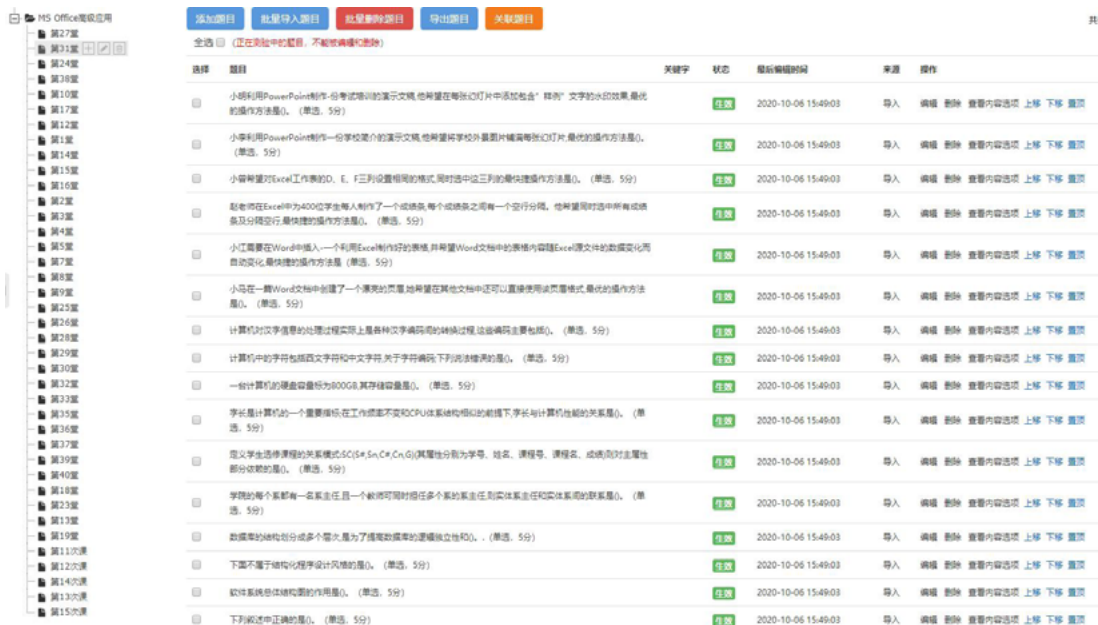 MS Office高级应用
第27堂
第31堂
第24堂
第38堂
第10堂
第17堂
第12堂
第1堂
第14堂
第15堂
第16堂
第2堂
第3堂
第4堂
第5堂
第7堂
第8堂
第9堂
第25堂
第26堂
第28堂
第29堂
第30堂
第32堂
第33堂
第35堂
第36堂
第37堂
第39堂
第40堂
第18堂
第23堂
第13堂
第19堂
第11次课
第12次课
第14次课
第13次课
第15次课
添加题目 批量导入题目 批量删除题目 导出题目 关联题目 共
全选 (正在测验中的题目，不能被编辑和删除)
选择 题目 关键字 状态 最后编辑时间 来源 操作
小明利用PowerPoint制作-份考试培训的演示文稿,他希望在每张幻灯片中添加包含”样例”文字的水印效果,最优
的操作方法是()。 (单选、5分)
生效 2020-10-06 15:49:03 导入 编辑 删除 查看内容选项 上移 下移 置顶
小李利用PowerPoint制作一份学校简介的演示文稿,他希望将学校外景图片铺满每张幻灯片,最优的操作方法是()。
(单选、5分)
生效 2020-10-06 15:49:03 导入 编辑 删除 查看内容选项 上移 下移 置顶
小曾希望对Excel工作表的D、E、F三列设置相同的格式,同时选中这三列的最快捷操作方法是()。 (单选、5分) 生效 2020-10-06 15:49:03 导入 编辑 删除 查看内容选项 上移 下移 置顶
赵老师在Excel中为400位学生每人制作了一个成绩条,每个成绩条之间有一个空行分隔。他希望同时选中所有成绩
条及分隔空行,最快捷的操作方法是()。 (单选、5分)
生效 2020-10-06 15:49:03 导入 编辑 删除 查看内容选项 上移 下移 置顶
小江需要在Word中插入-一个利用Excel制作好的表格,并希望Word文档中的表格内容随Excel源文件的数据变化而
自动变化,最快捷的操作方法是 (单选、5分)
生效 2020-10-06 15:49:03 导入 编辑 删除 查看内容选项 上移 下移 置顶
小马在一篇Word文档中创建了一个漂亮的页眉,她希望在其他文档中还可以直接使用该页眉格式,最优的操作方法
是()。 (单选、5分)
生效 2020-10-06 15:49:03 导入 编辑 删除 查看内容选项 上移 下移 置顶
计算机对汉字信息的处理过程实际上是各种汉字编码间的转换过程,这些编码主要包括()。 (单选、5分) 生效 2020-10-06 15:49:03 导入 编辑 删除 查看内容选项 上移 下移 置顶
计算机中的字符包括西文字符和中文字符,关于字符编码,下列说法错误的是()。 (单选、5分) 生效 2020-10-06 15:49:03 导入 编辑 删除 查看内容选项 上移 下移 置顶
一台计算机的硬盘容量标为800GB,其存储容量是()。 (单选、5分) 生效 2020-10-06 15:49:03 导入 编辑 删除 查看内容选项 上移 下移 置顶
字长是计算机的一个重要指标,在工作频率不变和CPU体系结构相似的前提下,字长与计算机性能的关系是()。 (单
选、5分)
生效 2020-10-06 15:49:03 导入 编辑 删除 查看内容选项 上移 下移 置顶
定义学生选修课程的关系模式:SC(S#,Sn,C#,Cn,G)(其属性分别为学号、姓名、课程号、课程名、成绩)则对主属性
部分依赖的是()。 (单选、5分)
生效 2020-10-06 15:49:03 导入 编辑 删除 查看内容选项 上移 下移 置顶
学院的每个系都有一名系主任,且一个教师可同时担任多个系的系主任,则实体系主任和实体系间的联系是()。 (单
选、5分)
生效 2020-10-06 15:49:03 导入 编辑 删除 查看内容选项 上移 下移 置顶
数据库的结构划分成多个层次,是为了提高数据库的逻辑独立性和()。. (单选、5分) 生效 2020-10-06 15:49:03 导入 编辑 删除 查看内容选项 上移 下移 置顶
下面不属于结构化程序设计风格的是()。 (单选、5分) 生效 2020-10-06 15:49:03 导入 编辑 删除 查看内容选项 上移 下移 置顶
软件系统总体结构图的作用是()。 (单选、5分) 生效 2020-10-06 15:49:03 导入 编辑 删除 查看内容选项 上移 下移 置顶
下列叙述中正确的是()。 (单选、5分) 生效 2020-10-06 15:49:03 导入 编辑 删除 查看内容选项 上移 下移 置顶